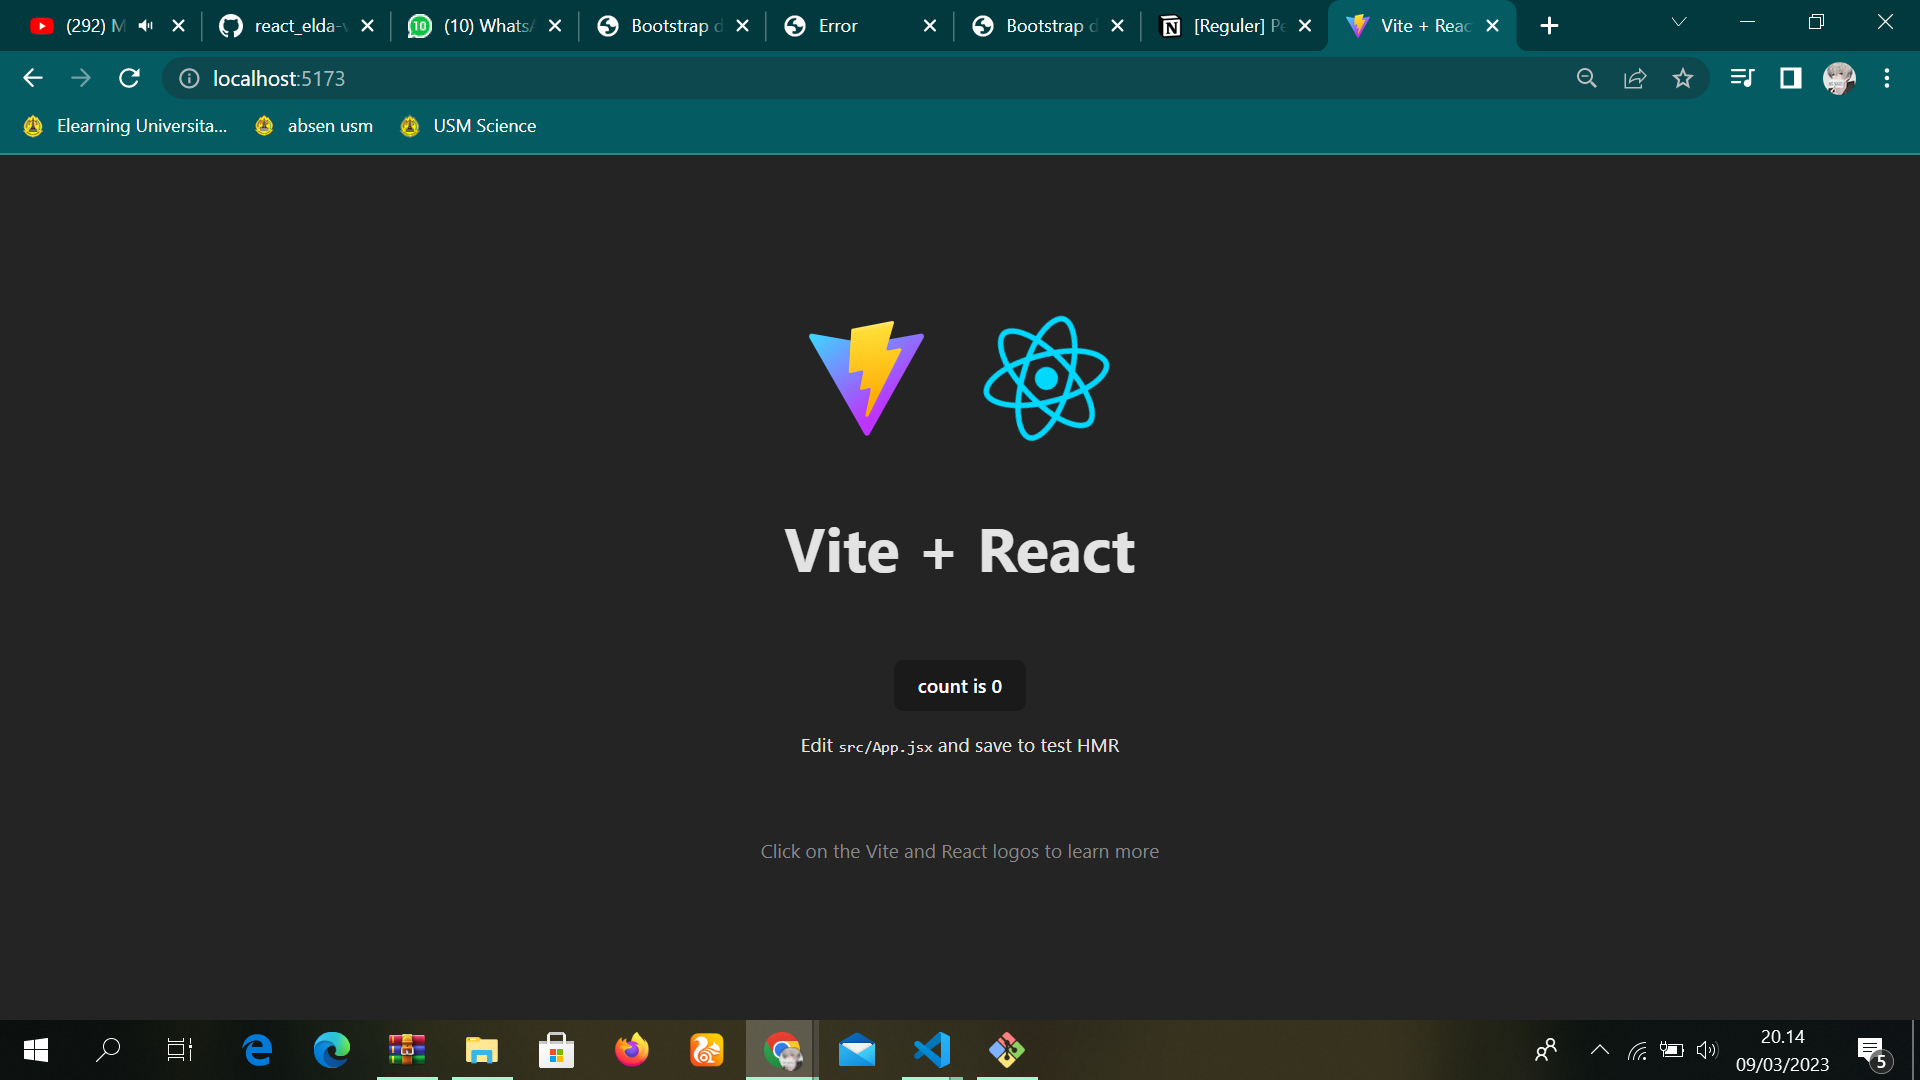 (292) M
react_elda-v
(10) WhatsA
Bootstrap d
Error
Bootstrap d
[Reguler] Pe
Vite + Reac
localhost:5173
Elearning Universita...
absen usm
USM Science
Vite + React
count is 0
Edit src/App.jsx and save to test HMR
Click on the Vite and React logos to learn more
20.14
09/03/2023
5